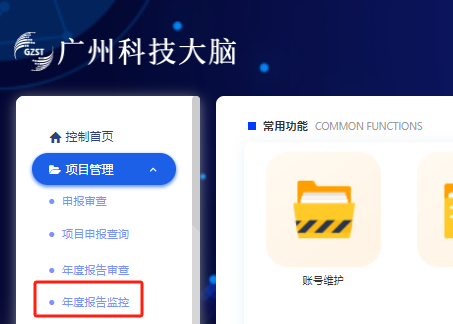 GZST
广州科技大脑
控制首页
项目管理
申报审查
项目申报查询
年度报告审查
年度报告监控
常用功能 COMMON FUNCTIONS
账号维护